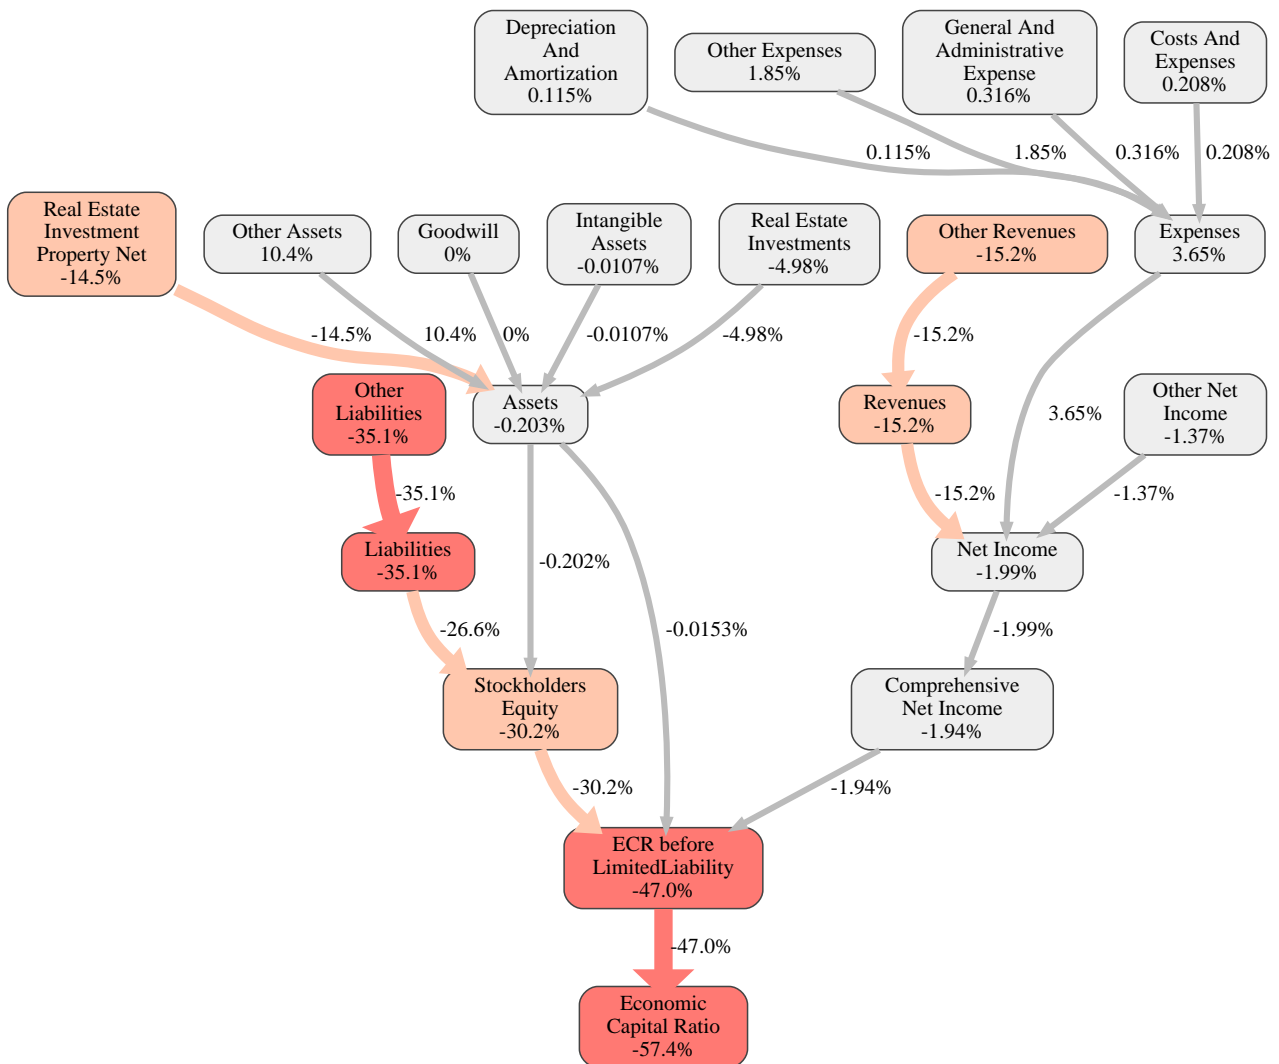 Depreciation
And
Amortization
0.115%
Other Expenses
1.85%
General And
Administrative
Expense
0.316%
Costs And
Expenses
0.208%
0.115%
1.85%
0.316%
0.208%
Real Estate
Investment
Property Net
-14.5%
Other Assets
10.4%
Goodwill
0%
Intangible
Assets
-0.0107%
Real Estate
Investments
-4.98%
Other Revenues
-15.2%
Expenses
3.65%
-14.5%
10.4%
0%
-0.0107%
-4.98%
-15.2%
Other
Liabilities
-35.1%
Assets
-0.203%
Revenues
-15.2%
3.65%
Other Net
Income
-1.37%
-35.1%
-15.2%
-1.37%
Liabilities
-35.1%
-0.202%
Net Income
-1.99%
-26.6%
-0.0153%
-1.99%
Stockholders
Equity
-30.2%
Comprehensive
Net Income
-1.94%
-30.2%
-1.94%
ECR before
LimitedLiability
-47.0%
-47.0%
Economic
Capital Ratio
-57.4%